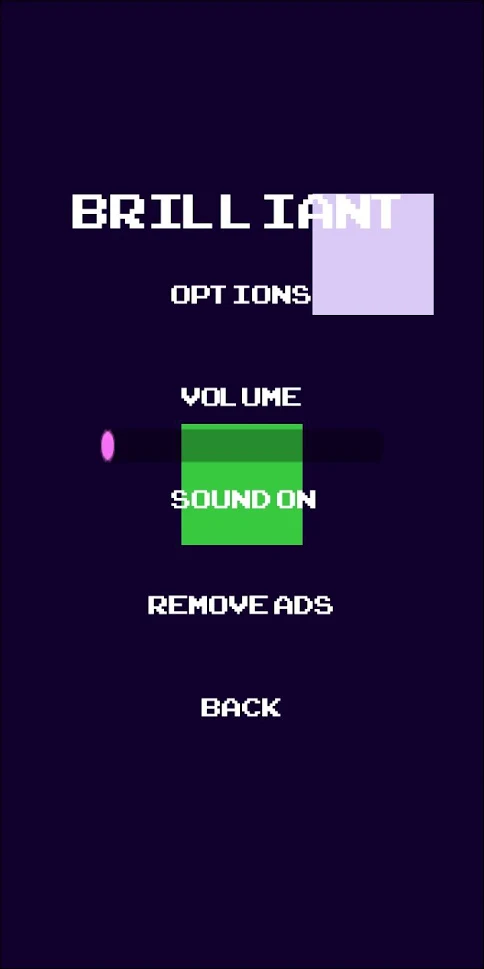 BRILLIANT
OPTIONS
VOLUME
SOUND ON
REMOVE ADS
BACK